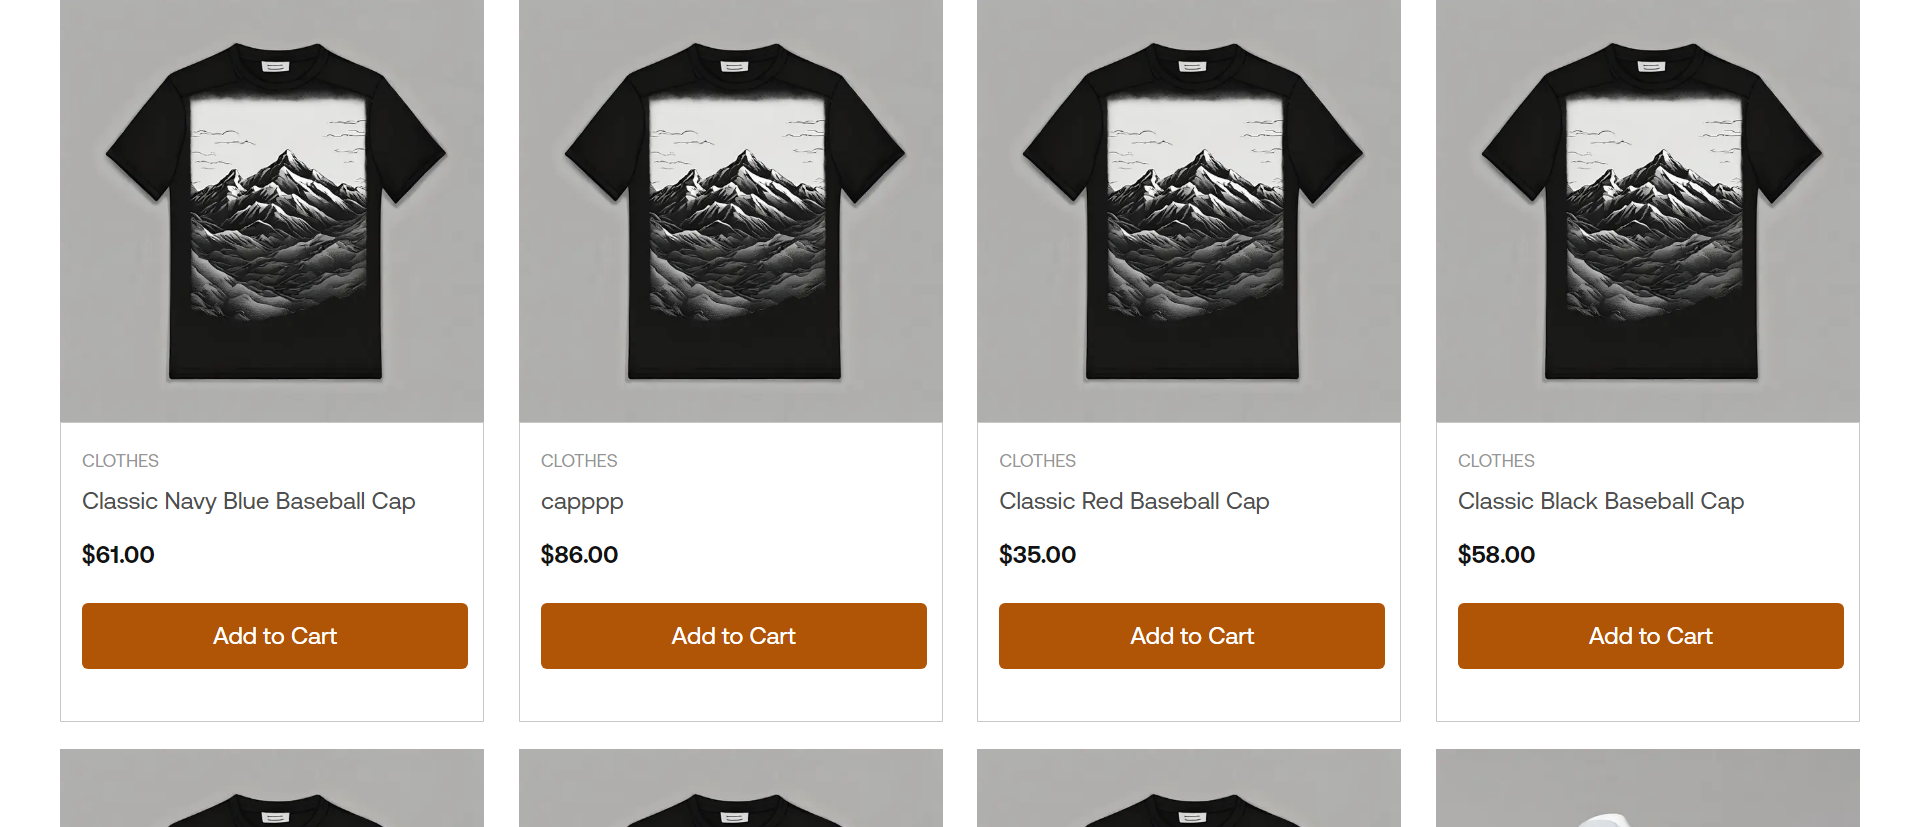 CLOTHES
Classic Navy Blue Baseball Cap
$61.00
Add to Cart
CLOTHES
capppp
$86.00
Add to Cart
CLOTHES
Classic Red Baseball Cap
$35.00
Add to Cart
CLOTHES
Classic Black Baseball Cap
$58.00
Add to Cart